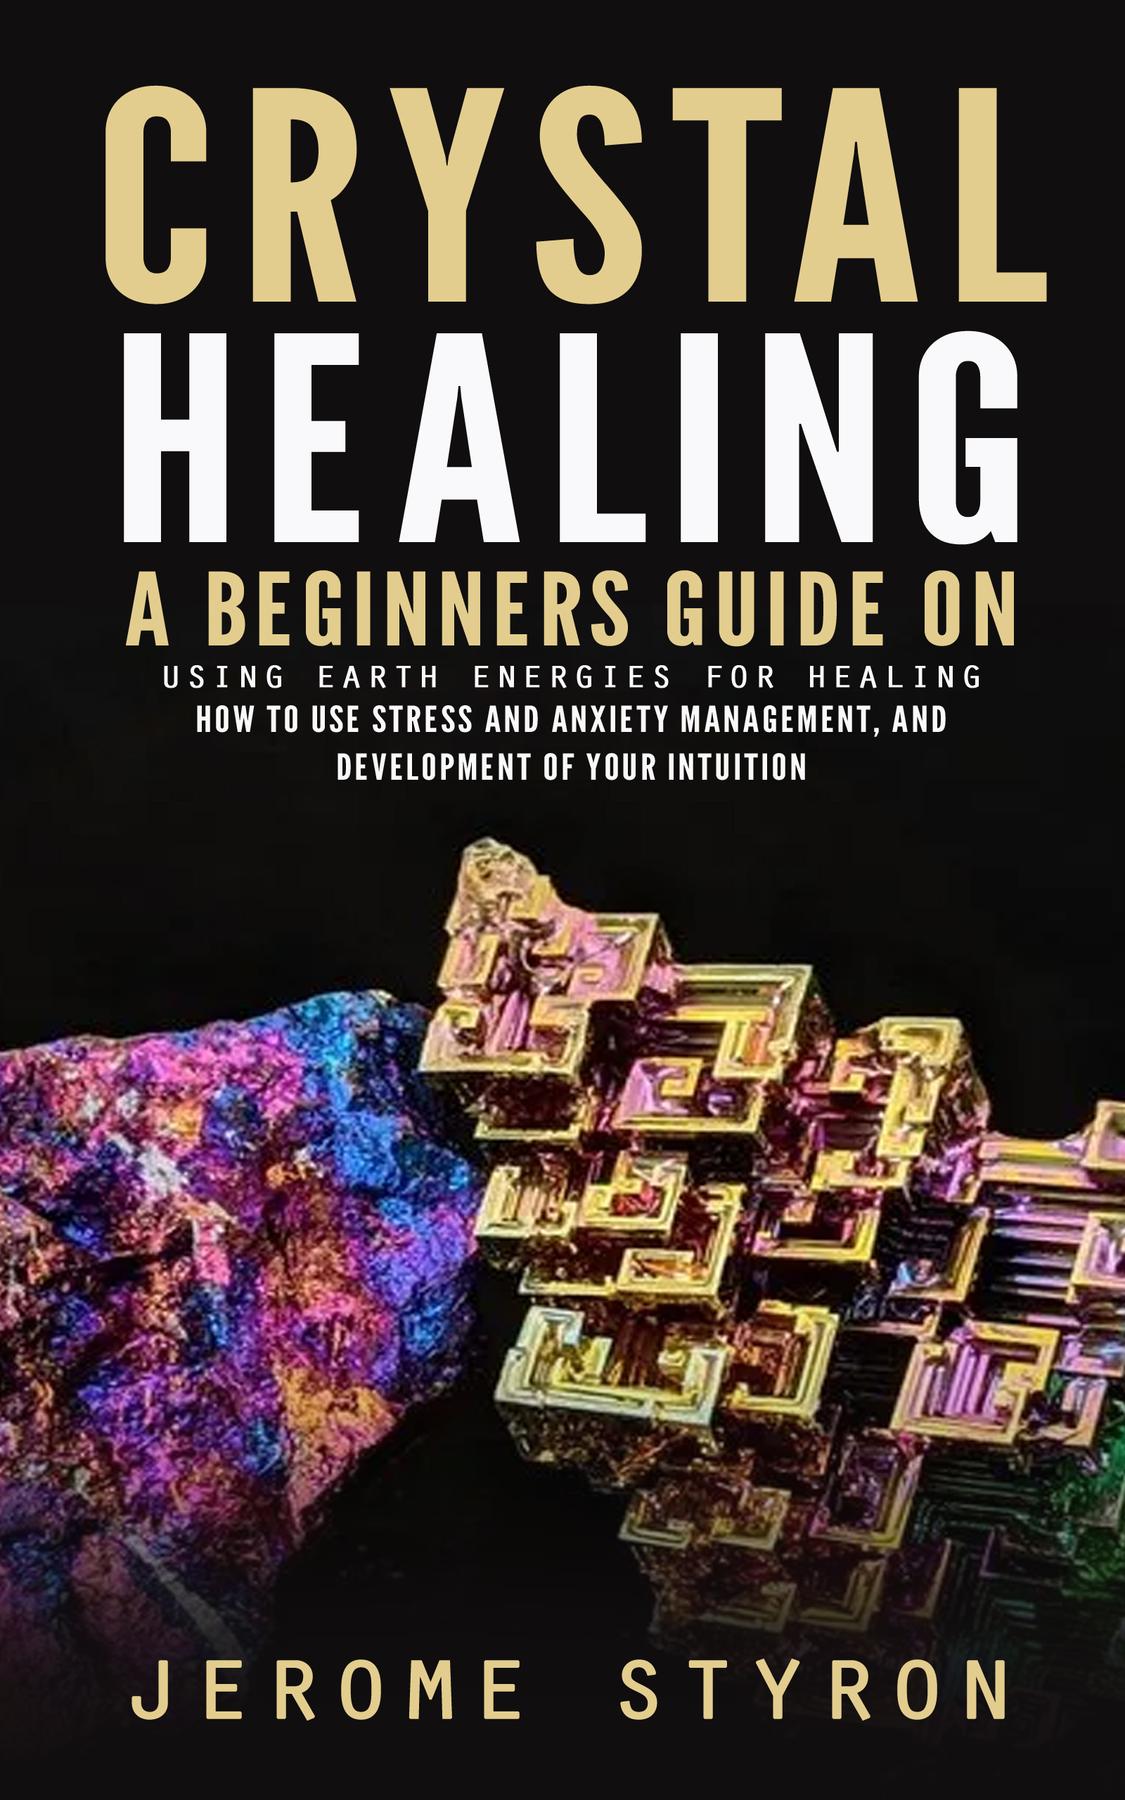 CRYSTAL
HEALING
A BEGINNERS GUIDE ON
USING EARTH ENERGIES FOR HEALING
HOW TO USE STRESS AND ANXIETY MANAGEMENT, AND
DEVELOPMENT OF YOUR INTUITION
JEROME STYRON